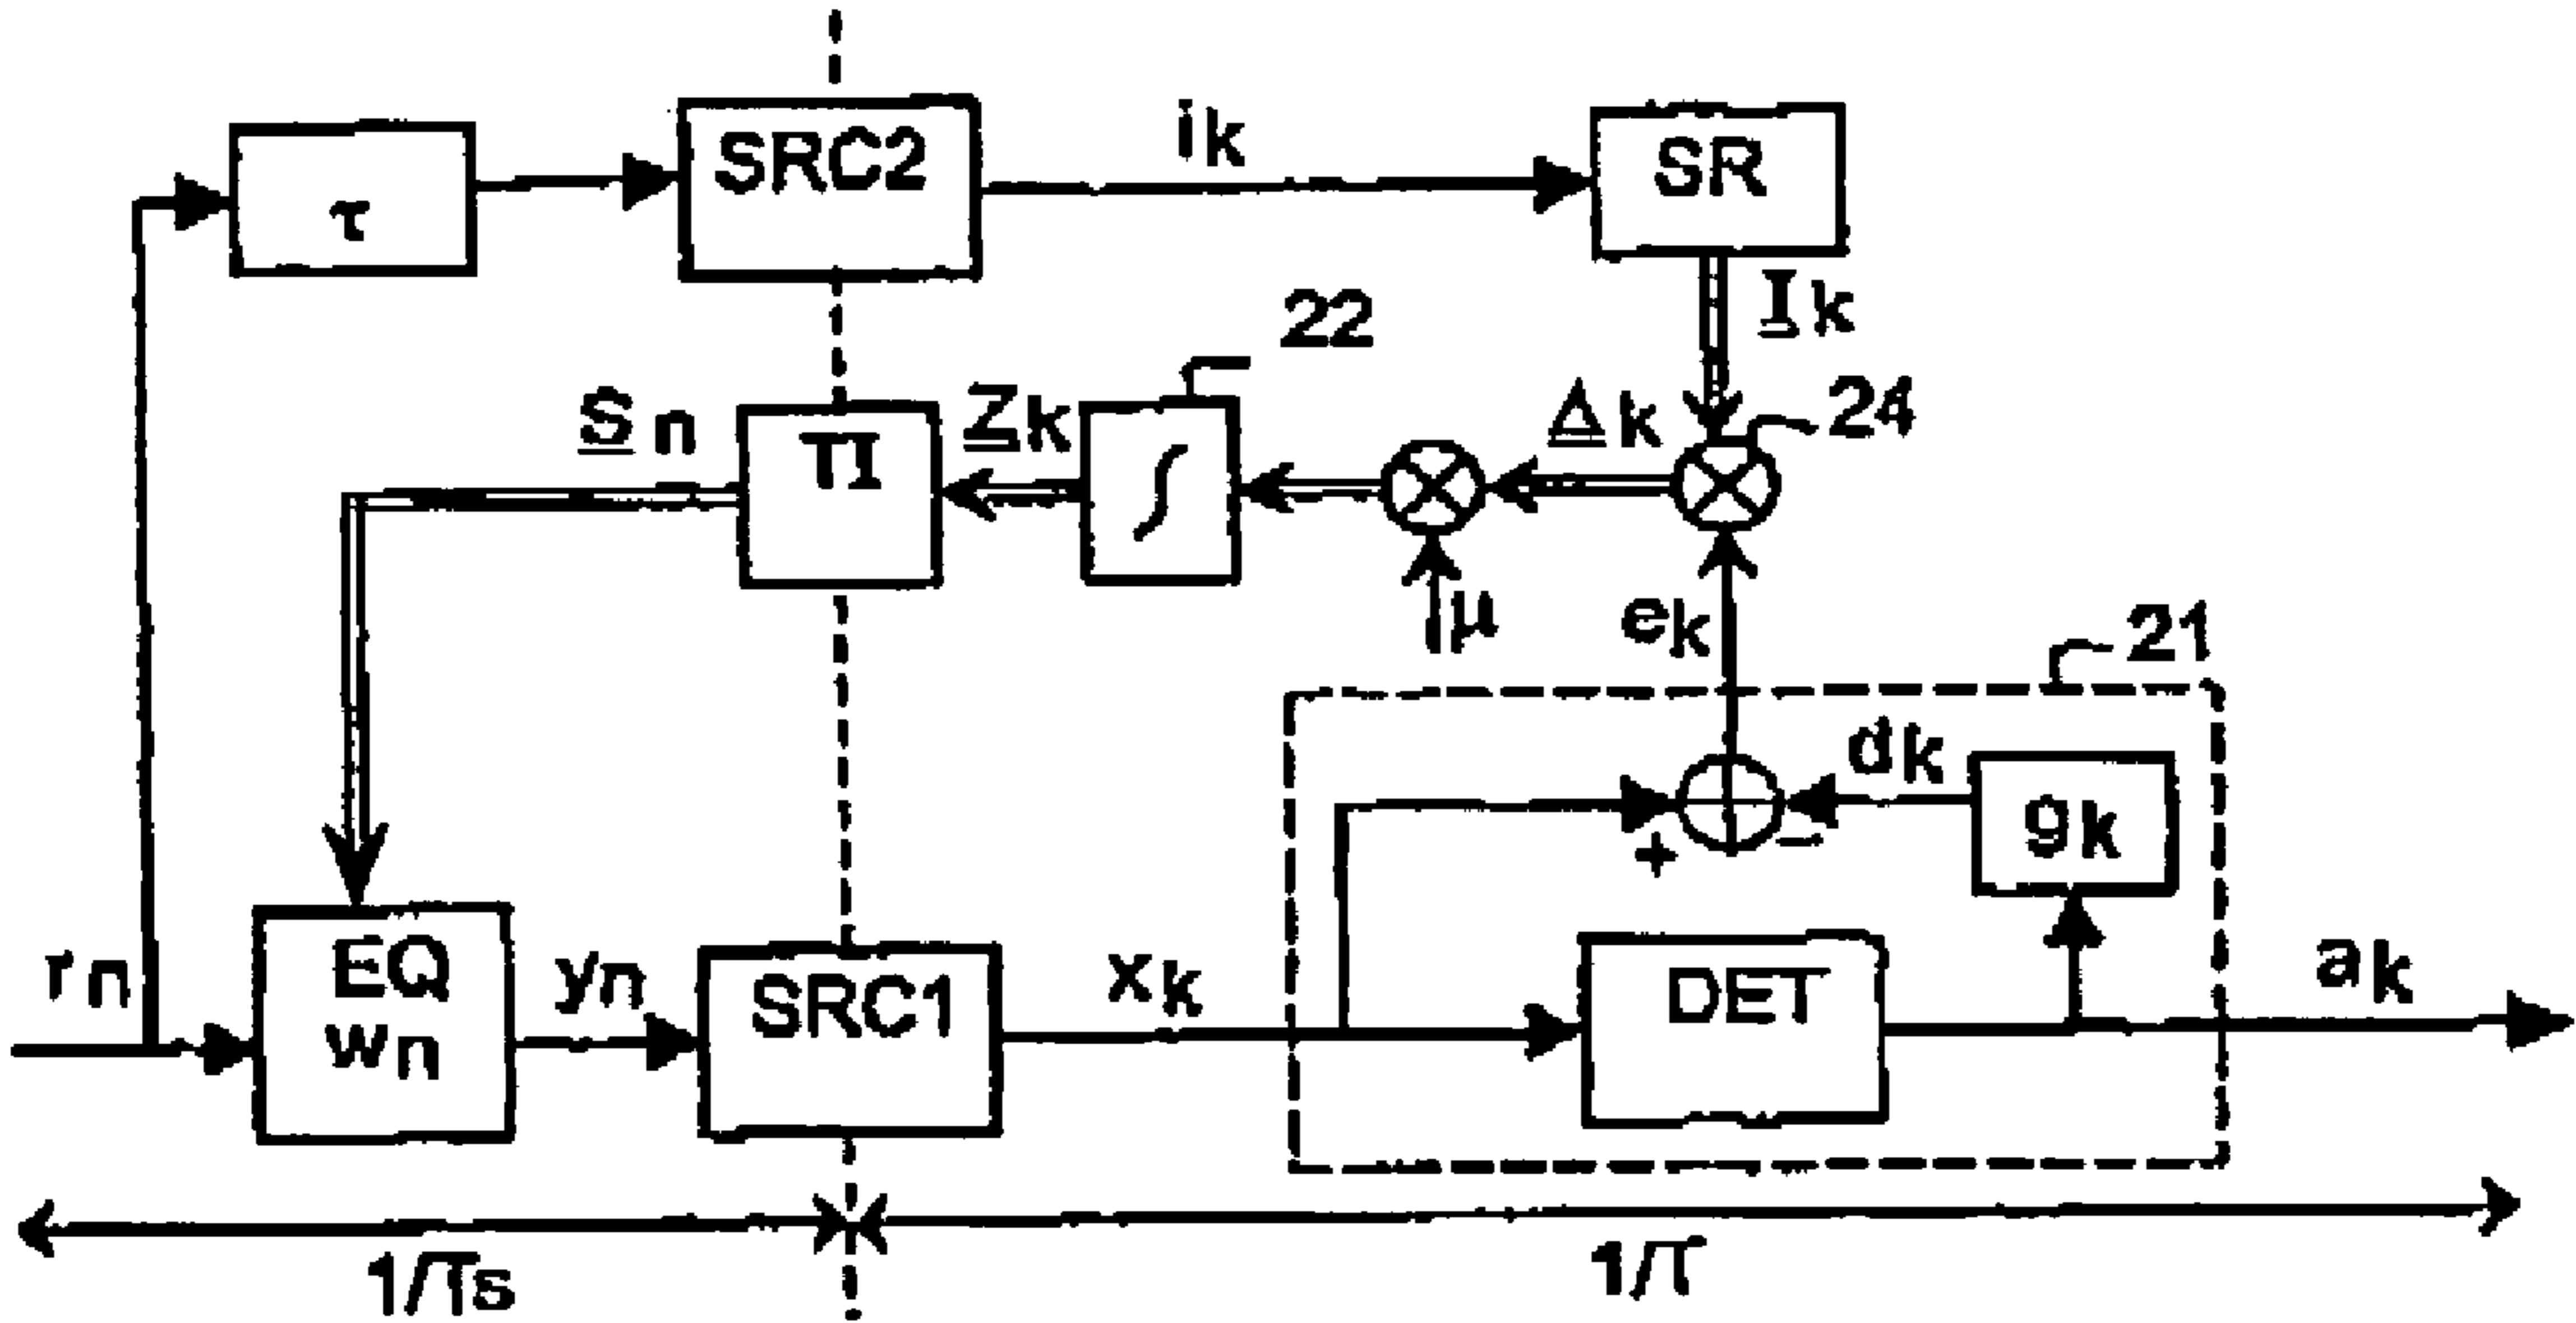 SRC2
ik
SR
τ
Ik
22
Sn
TI
Zk
∫
Δk
24
μ
ek
21
dk
gk
+
−
rn
EQ
wn
yn
SRC1
xk
DET
ak
1/Ts
1/T